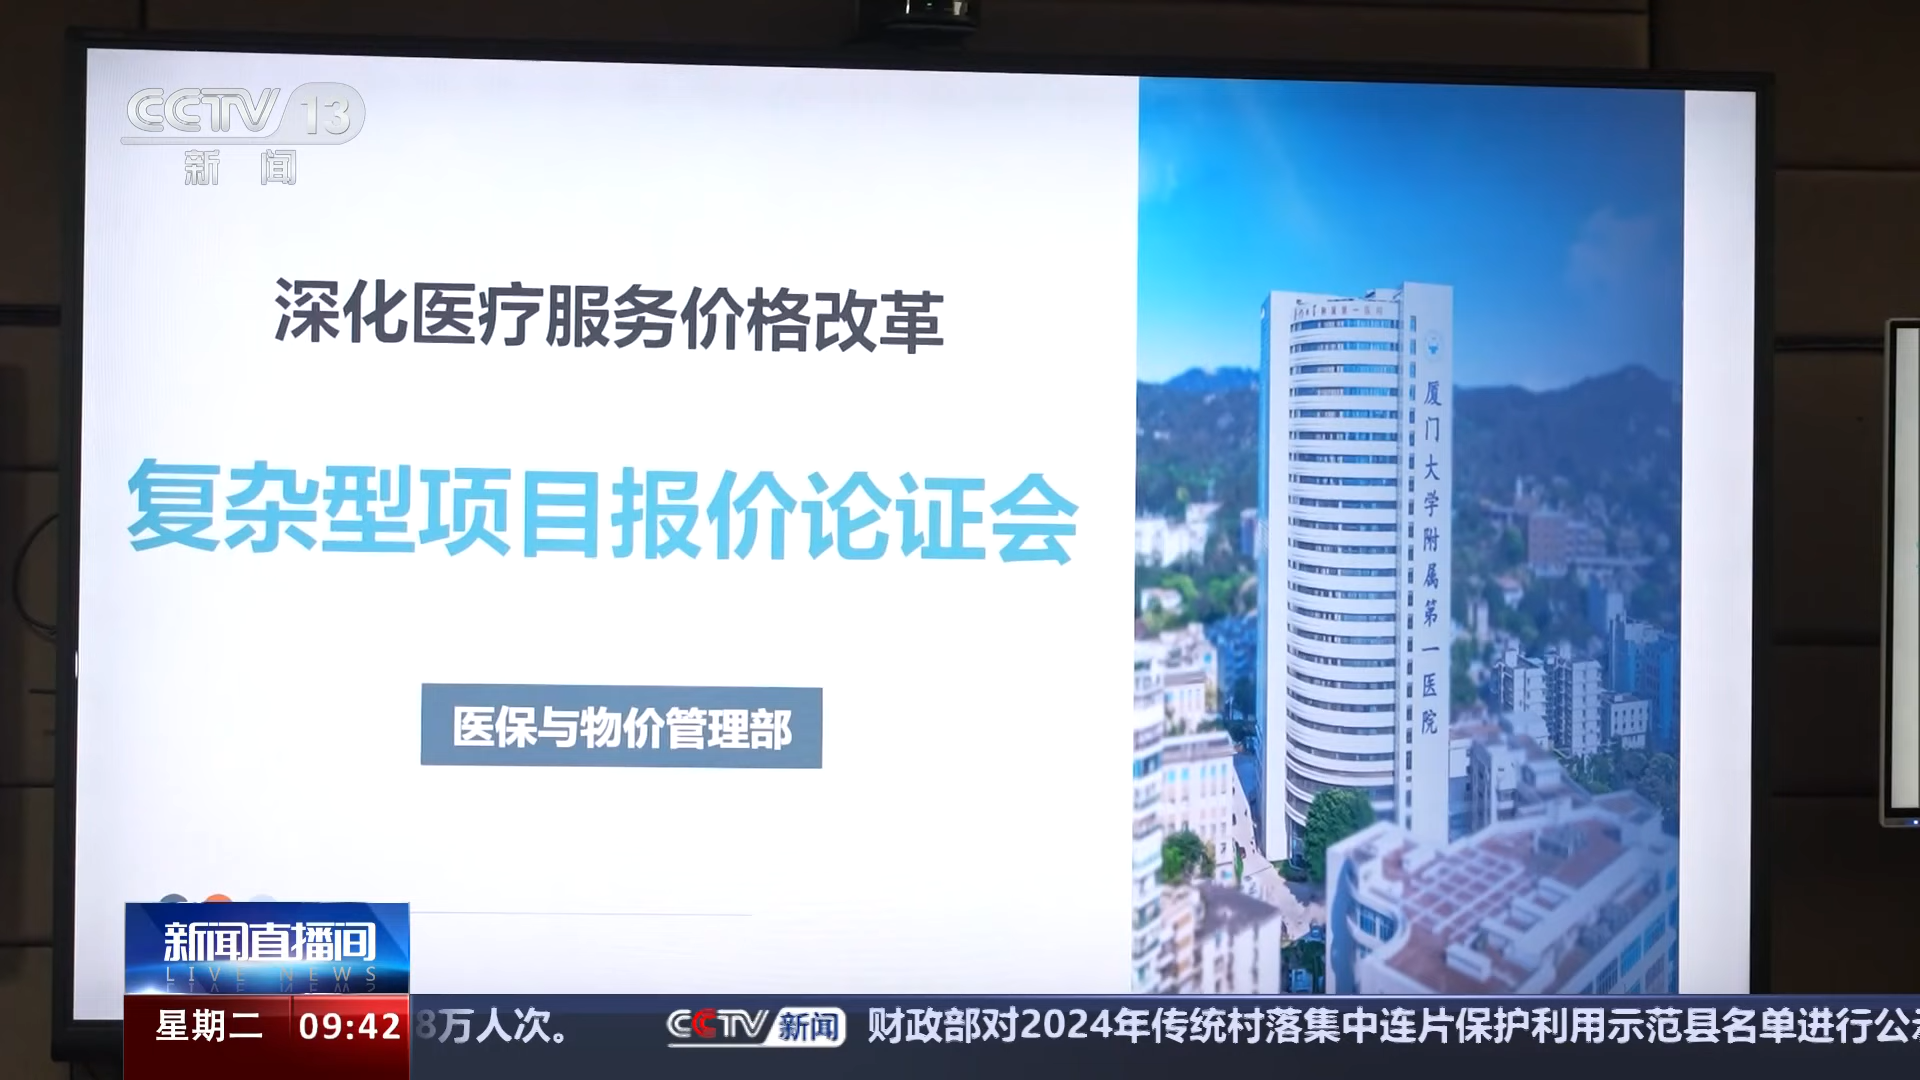 CCTV 13
新闻
深化医疗服务价格改革
复杂型项目报价论证会
医保与物价管理部
厦门大学附属第一医院
新闻直播间
LIVE NEWS
星期二 09:42
8万人次。 CCTV 新闻 财政部对2024年传统村落集中连片保护利用示范县名单进行公